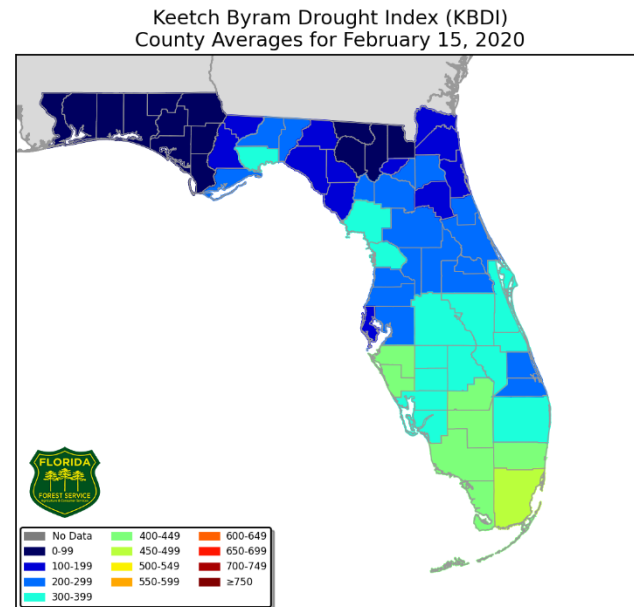 Keetch Byram Drought Index (KBDI)
County Averages for February 15, 2020
FLORIDA
FOREST SERVICE
No Data
0-99
100-199
200-299
300-399
400-449
450-499
500-549
550-599
600-649
650-699
700-749
≥750